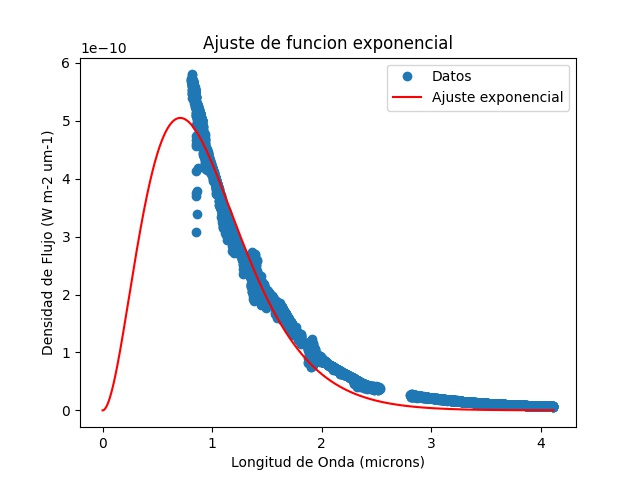 Ajuste de funcion exponencial
1e−10
Datos
Ajuste exponencial
6
5
4
3
2
1
0
Densidad de Flujo (W m-2 um-1)
0 1 2 3 4
Longitud de Onda (microns)